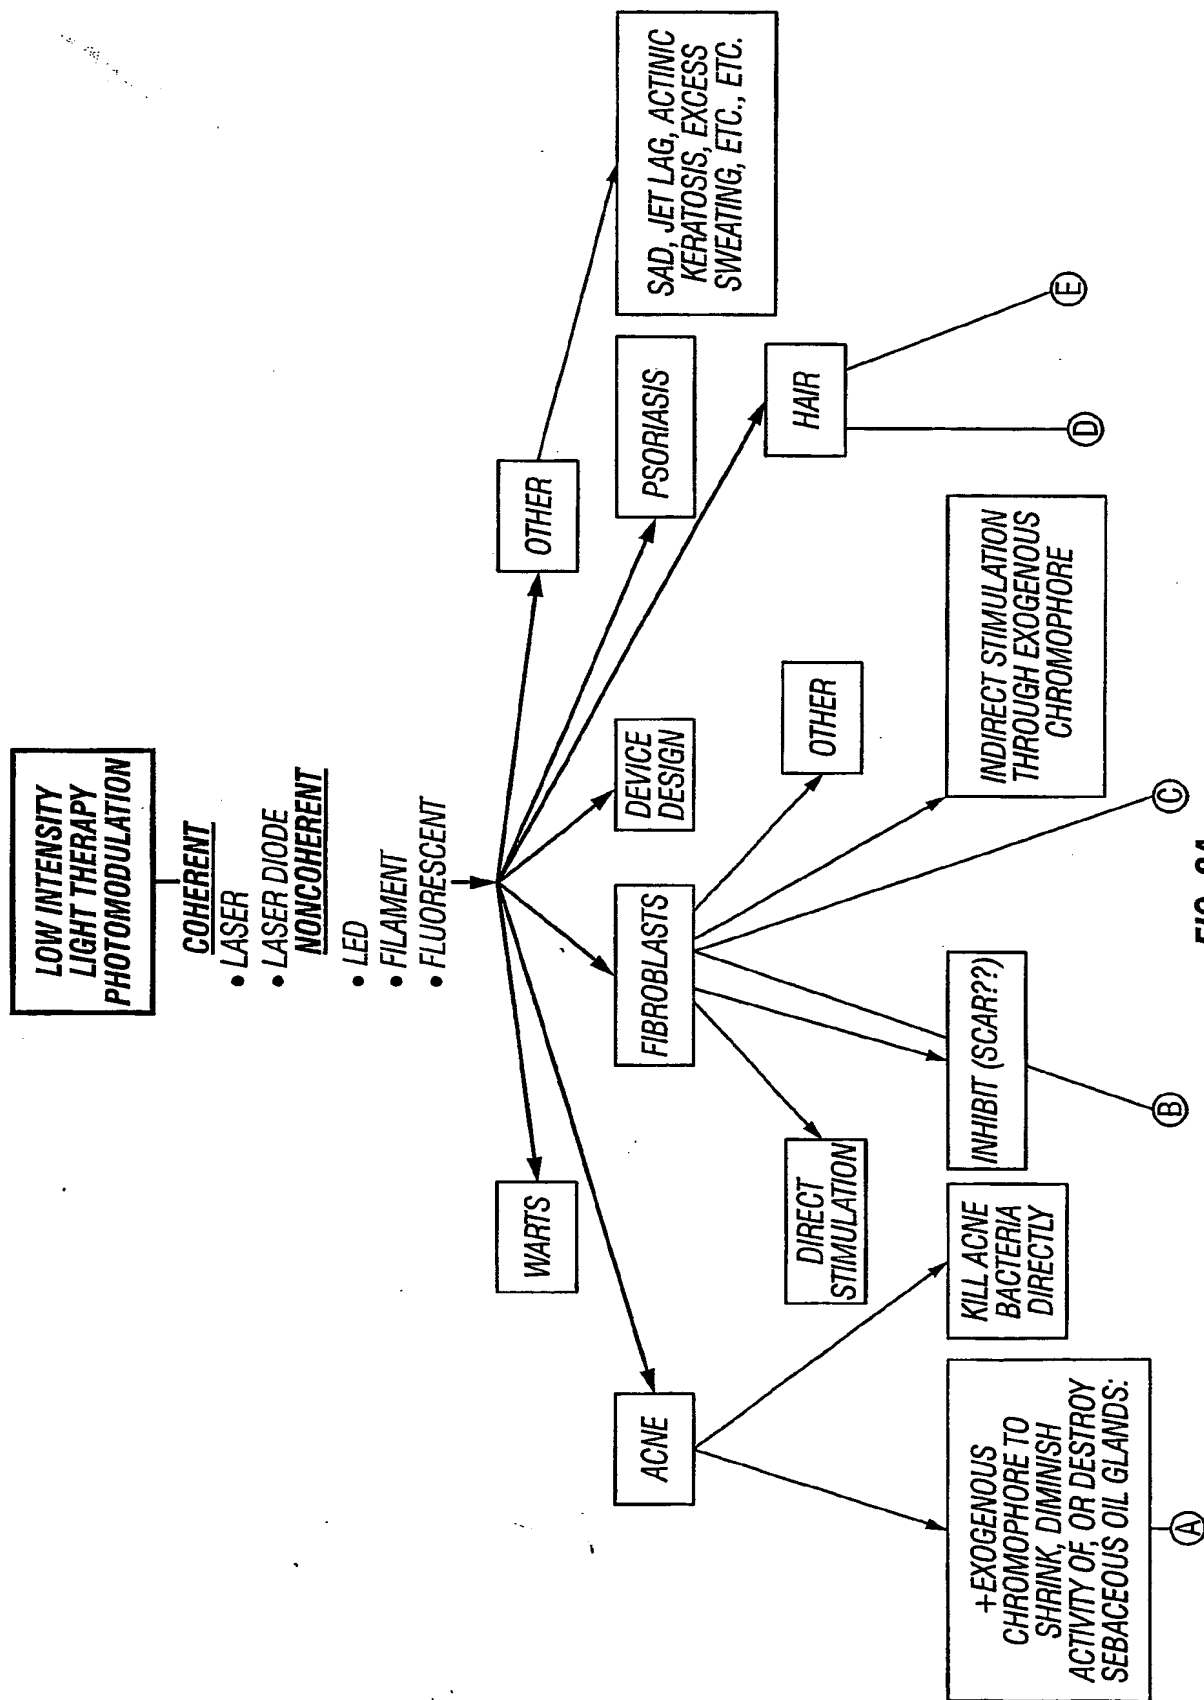 LOW INTENSITY
LIGHT THERAPY
PHOTOMODULATION
COHERENT
• LASER
• LASER DIODE
NONCOHERENT
• LED
• FILAMENT
• FLUORESCENT
WARTS
OTHER
ACNE
FIBROBLASTS
DEVICE
DESIGN
PSORIASIS
SAD, JET LAG, ACTINIC
KERATOSIS, EXCESS
SWEATING, ETC., ETC.
DIRECT
STIMULATION
OTHER
HAIR
+EXOGENOUS
CHROMOPHORE TO
SHRINK, DIMINISH
ACTIVITY OF, OR DESTROY
SEBACEOUS OIL GLANDS:
KILL ACNE
BACTERIA
DIRECTLY
INHIBIT (SCAR??)
INDIRECT STIMULATION
THROUGH EXOGENOUS
CHROMOPHORE
A
B
C
D
E